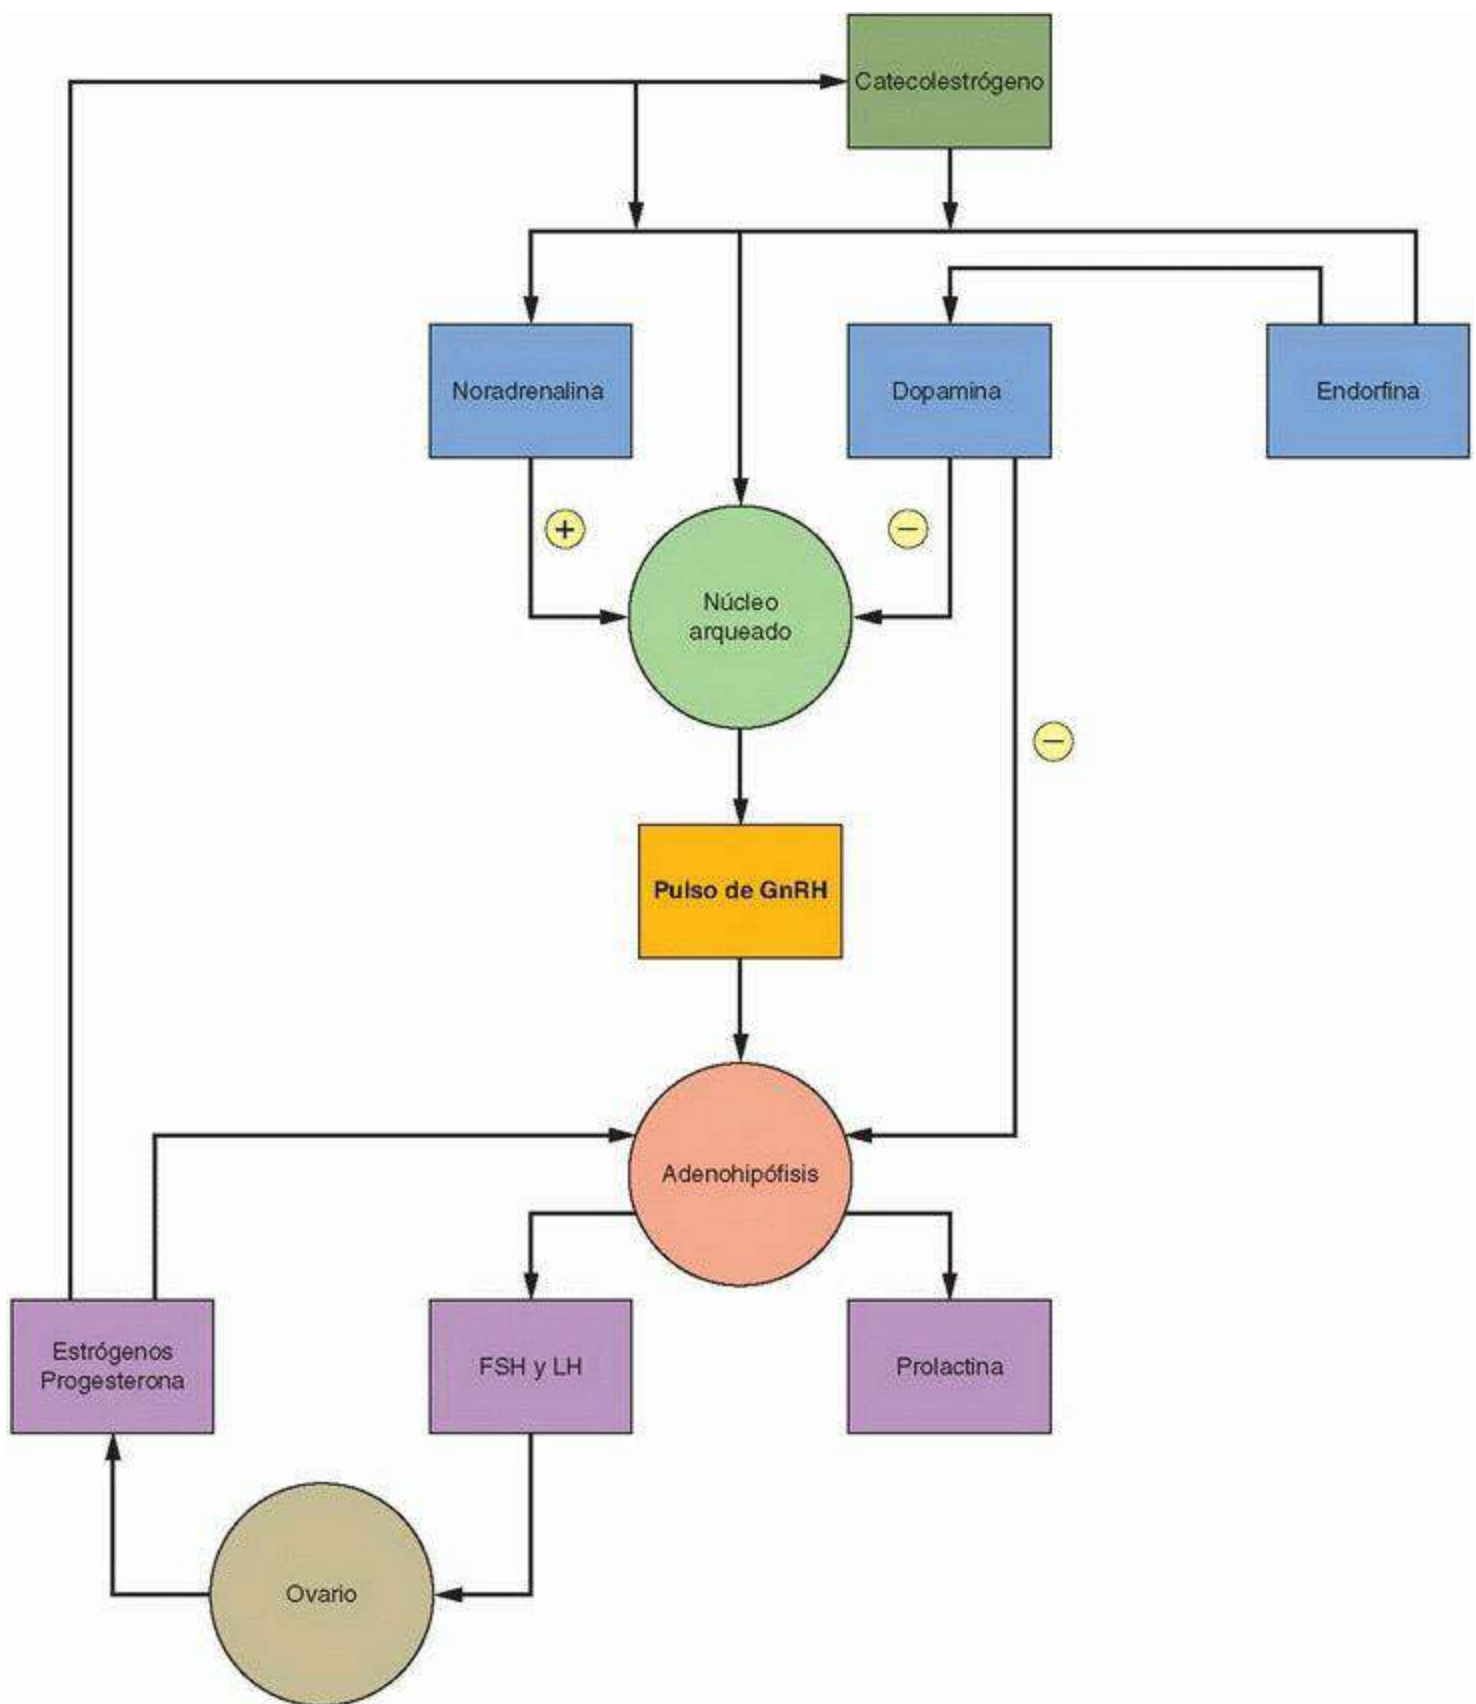 Catecolestrógeno
Noradrenalina
Dopamina
Endorfina
+
−
Núcleo
arqueado
−
Pulso de GnRH
Adenohipófisis
Estrógenos
Progesterona
FSH y LH
Prolactina
Ovario